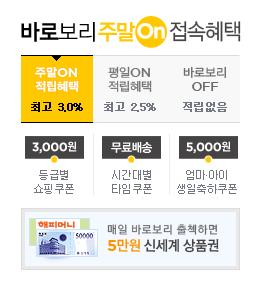 바로보리 주말On 접속혜택
주말ON 평일ON 바로보리
적립혜택 적립혜택 OFF
최고 3,0% 최고 2,5% 적립없음
3,000원 무료배송 5,000원
등급별 시간대별 엄마·아이
쇼핑쿠폰 타임쿠폰 생일축하쿠폰
해피머니
50000
매일 바로보리 출첵하면
5만원 신세계 상품권